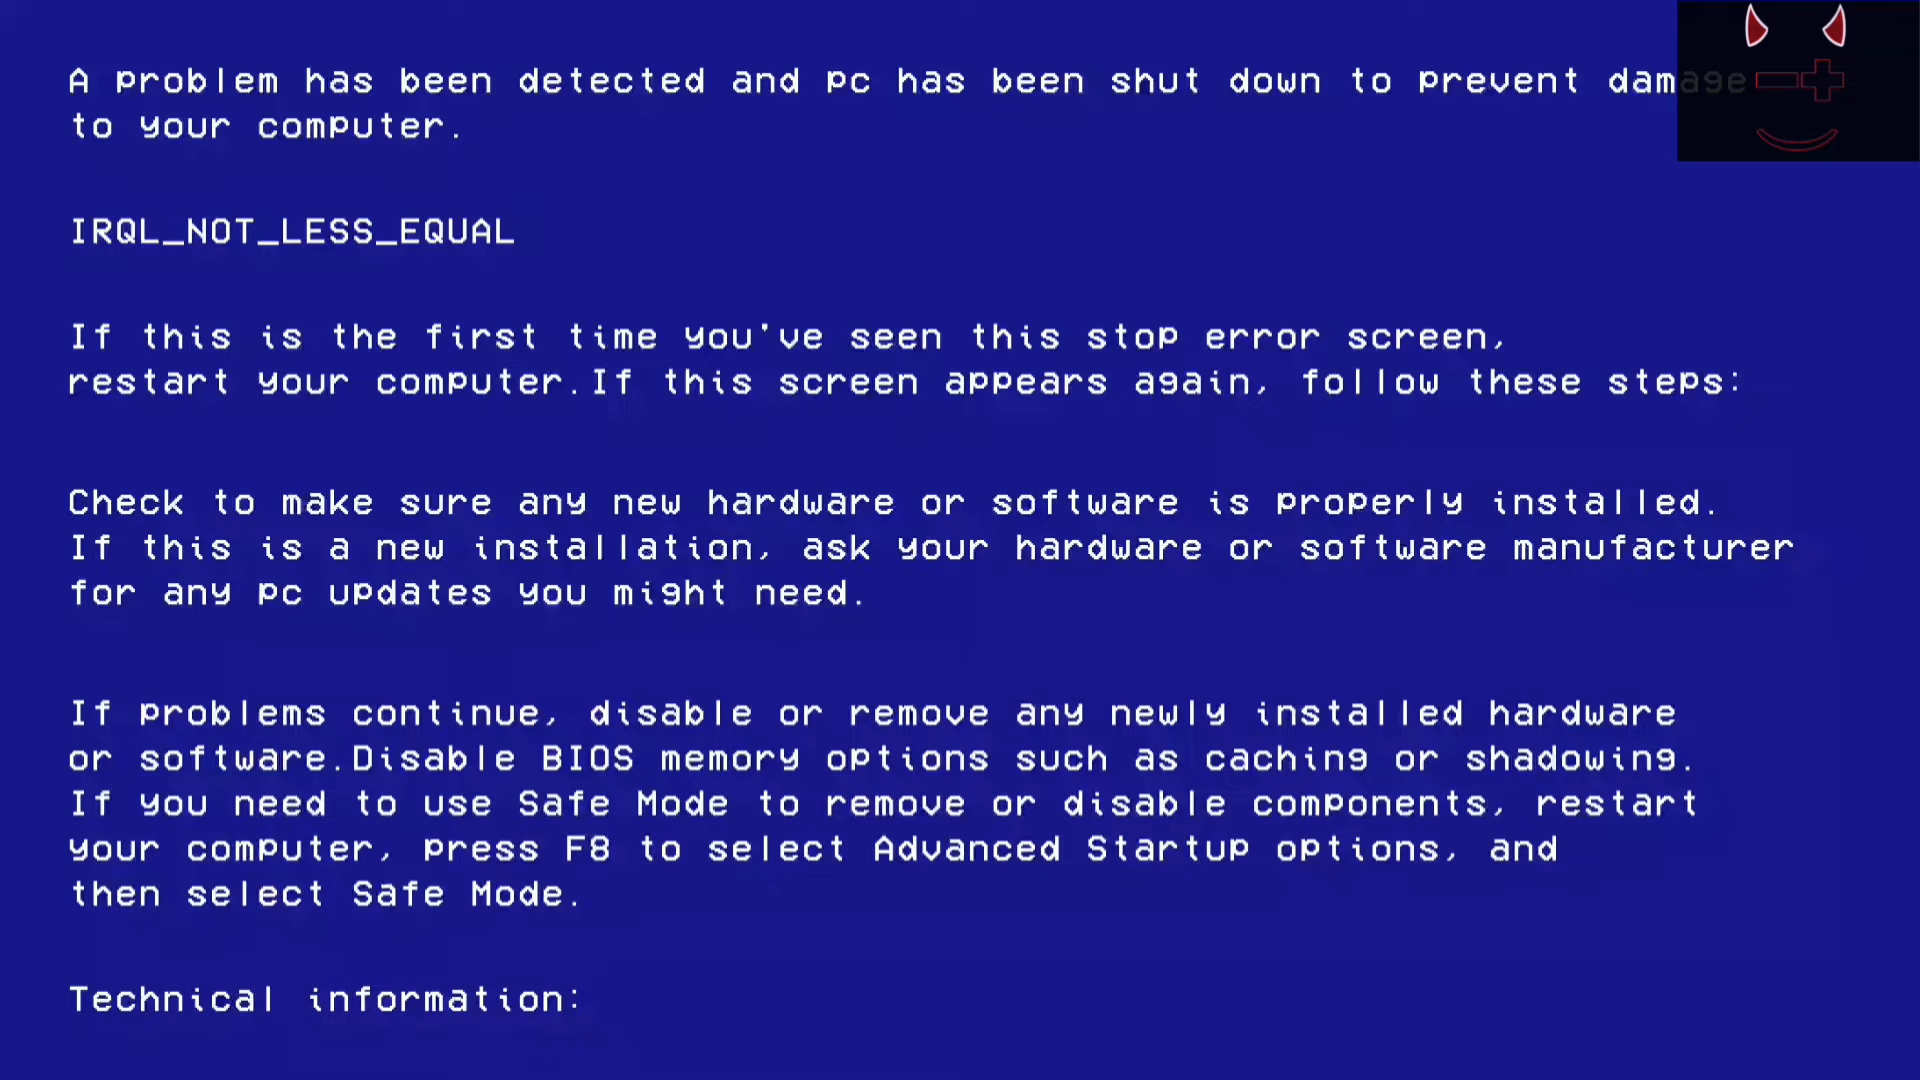 A problem has been detected and pc has been shut down to prevent damage
to your computer.
IRQL_NOT_LESS_EQUAL
If this is the first time you've seen this stop error screen,
restart your computer.If this screen appears again, follow these steps:
Check to make sure any new hardware or software is properly installed.
If this is a new installation, ask your hardware or software manufacturer
for any pc updates you might need.
If problems continue, disable or remove any newly installed hardware
or software.Disable BIOS memory options such as caching or shadowing.
If you need to use Safe Mode to remove or disable components, restart
your computer, press F8 to select Advanced Startup options, and
then select Safe Mode.
Technical information: